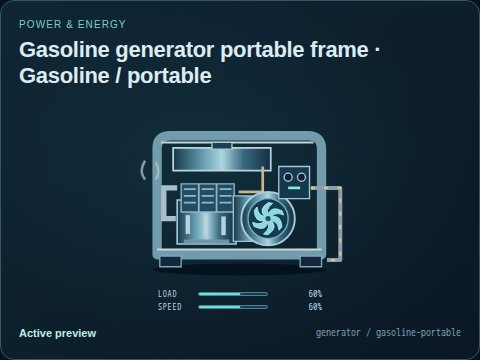 POWER & ENERGY
Gasoline generator portable frame ·
Gasoline / portable
LOAD 60%
SPEED 60%
Active preview
generator / gasoline-portable